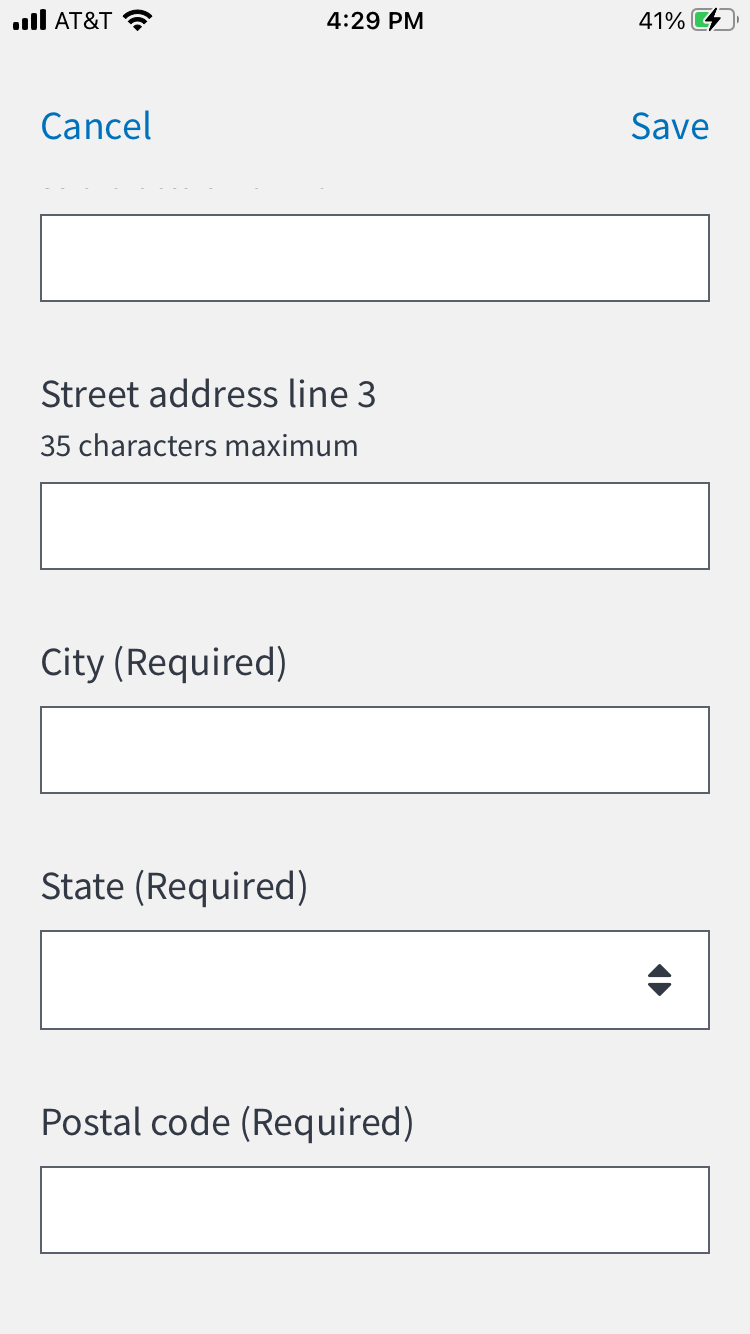 AT&T 4:29 PM 41%
Cancel Save
Street address line 3
35 characters maximum
City (Required)
State (Required)
Postal code (Required)